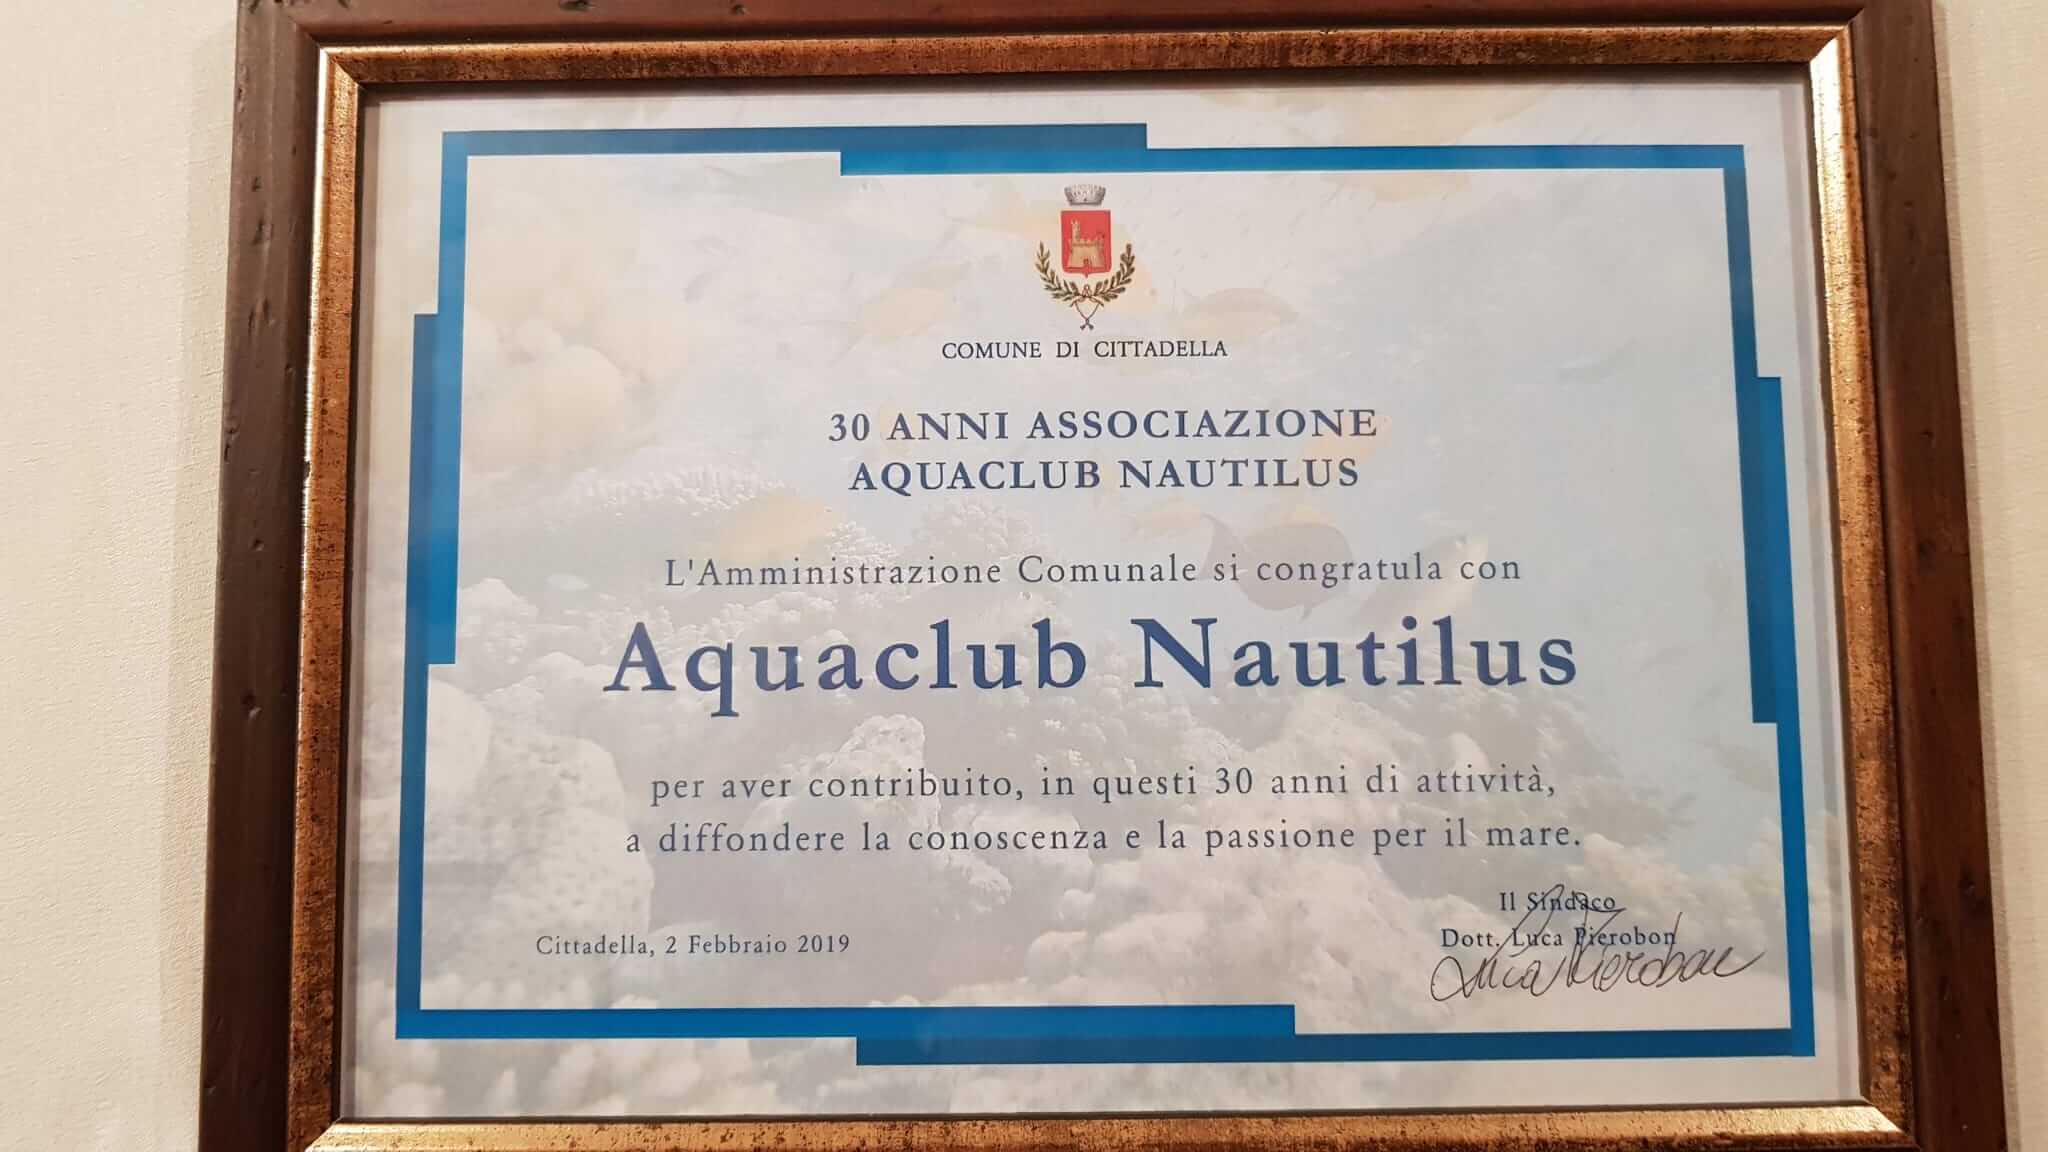 COMUNE DI CITTADELLA
30 ANNI ASSOCIAZIONE
AQUACLUB NAUTILUS
L'Amministrazione Comunale si congratula con
Aquaclub Nautilus
per aver contribuito, in questi 30 anni di attività,
a diffondere la conoscenza e la passione per il mare.
Il Sindaco
Dott. Luca Pierobon
Luca Pierobon
Cittadella, 2 Febbraio 2019